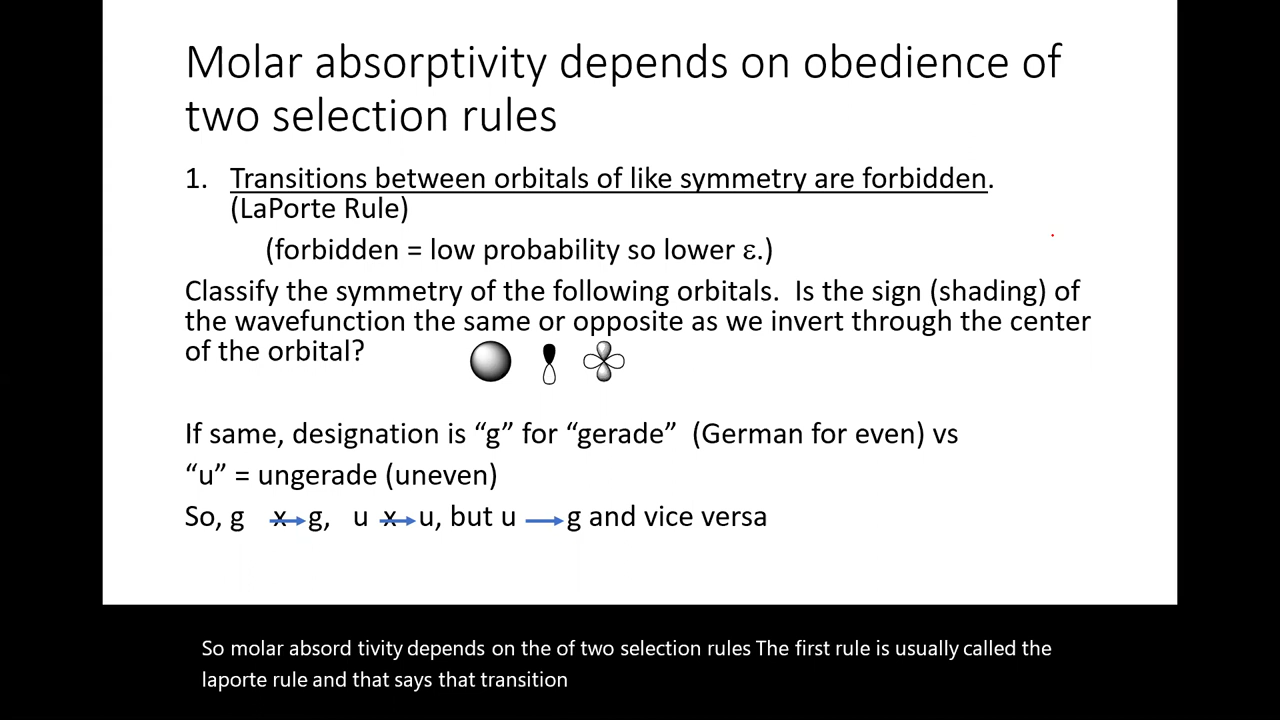 Molar absorptivity depends on obedience of
two selection rules
1. Transitions between orbitals of like symmetry are forbidden.
(LaPorte Rule)
(forbidden = low probability so lower ε.)
Classify the symmetry of the following orbitals. Is the sign (shading) of
the wavefunction the same or opposite as we invert through the center
of the orbital?
If same, designation is “g” for “gerade” (German for even) vs
“u” = ungerade (uneven)
So, g x→ g, u x→ u, but u → g and vice versa
So molar absord tivity depends on the of two selection rules The first rule is usually called the
laporte rule and that says that transition